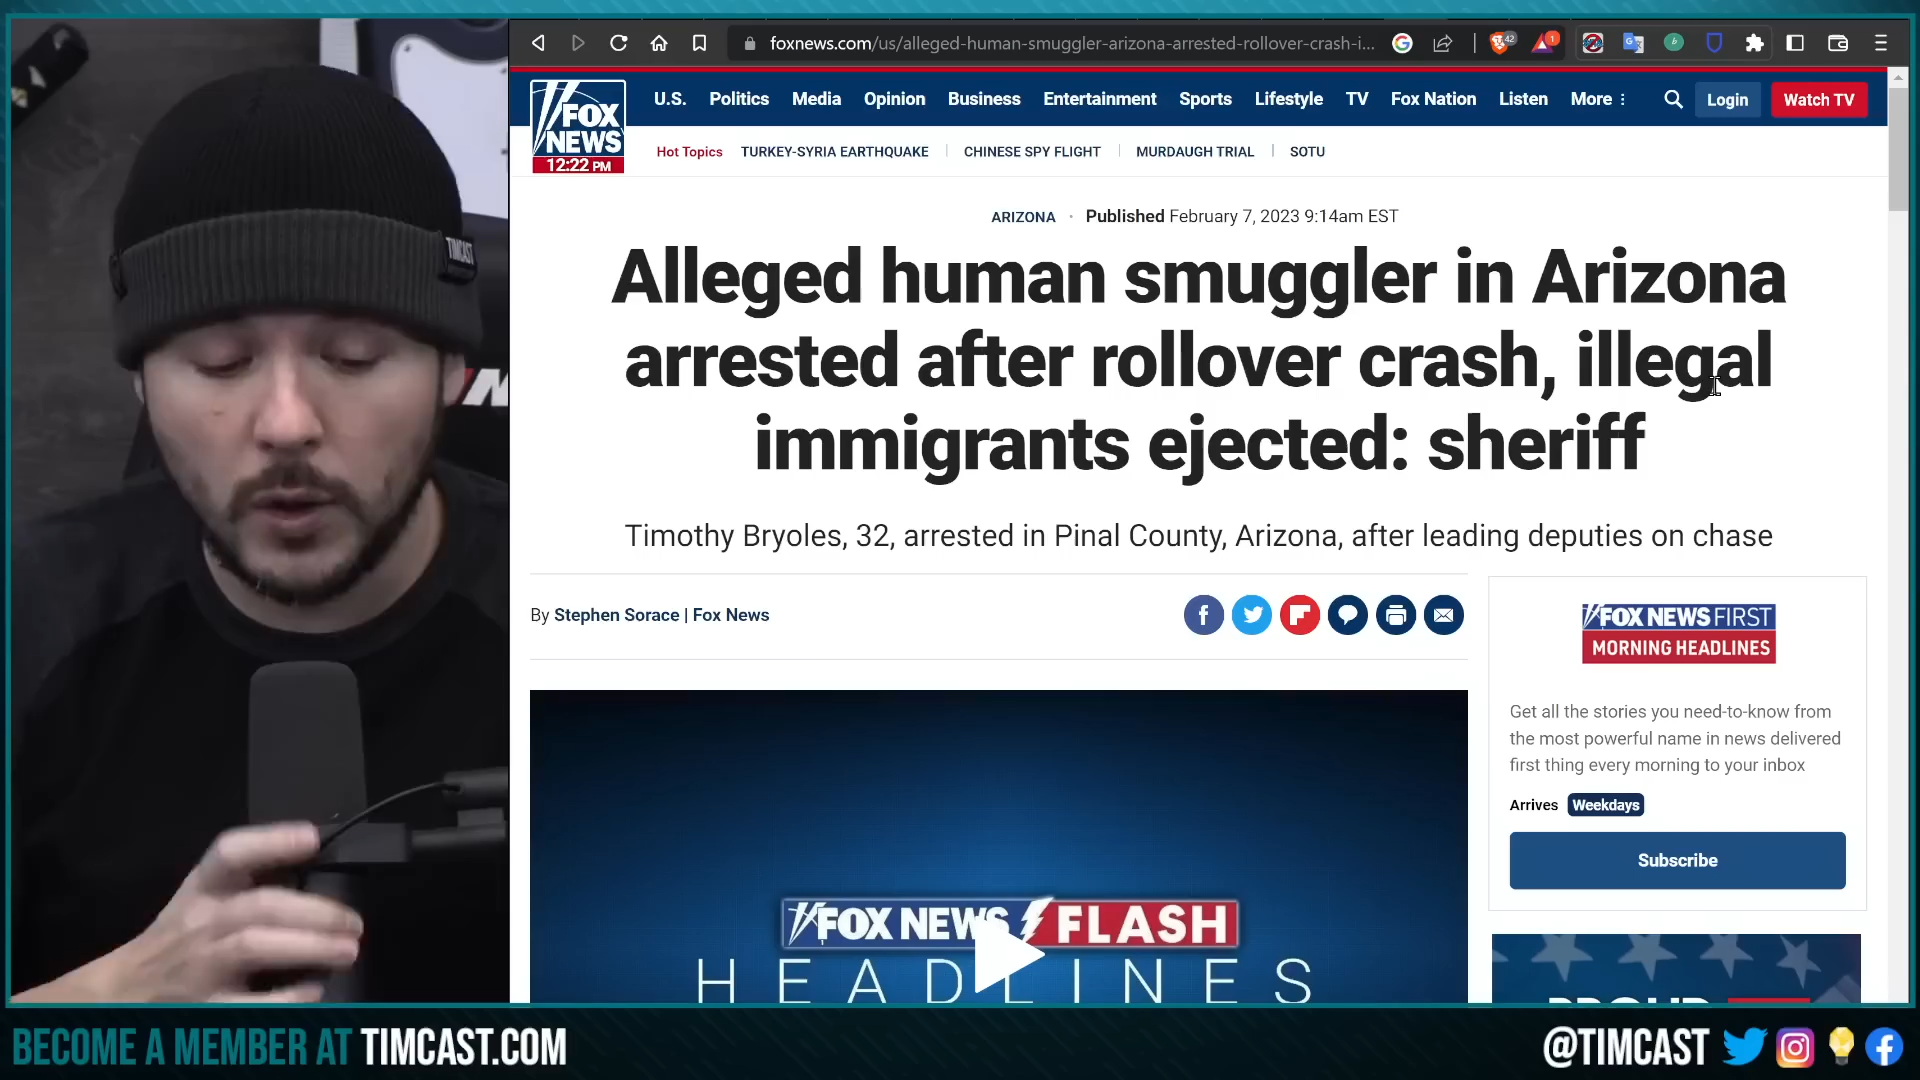 TIMCAST
foxnews.com/us/alleged-human-smuggler-arizona-arrested-rollover-crash-i...
42
1
FOX NEWS
12:22 PM
U.S. Politics Media Opinion Business Entertainment Sports Lifestyle TV Fox Nation Listen More Login Watch TV
Hot Topics TURKEY-SYRIA EARTHQUAKE CHINESE SPY FLIGHT MURDAUGH TRIAL SOTU
ARIZONA · Published February 7, 2023 9:14am EST
Alleged human smuggler in Arizona
arrested after rollover crash, illegal
immigrants ejected: sheriff
Timothy Bryoles, 32, arrested in Pinal County, Arizona, after leading deputies on chase
By Stephen Sorace | Fox News
FOX NEWS FIRST
MORNING HEADLINES
Get all the stories you need-to-know from
the most powerful name in news delivered
first thing every morning to your inbox
Arrives Weekdays
Subscribe
FOX NEWS FLASH
HEADLINES
BECOME A MEMBER AT TIMCAST.COM
@TIMCAST